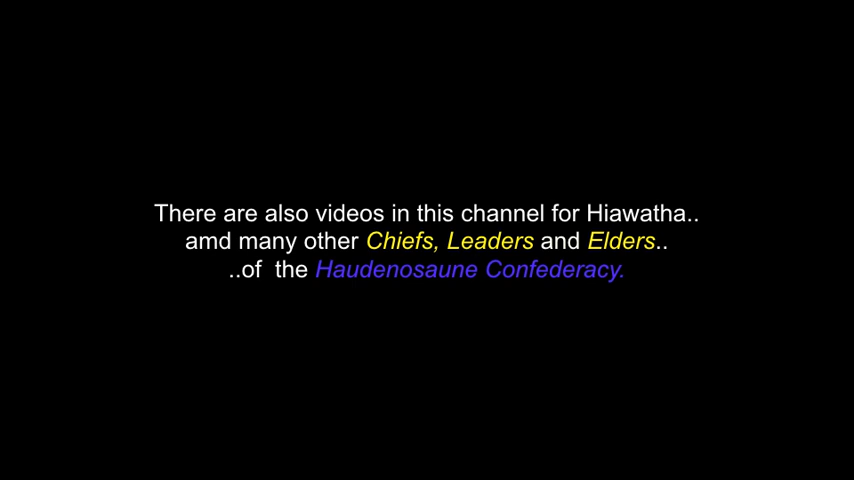 There are also videos in this channel for Hiawatha..
amd many other Chiefs, Leaders and Elders..
..of  the Haudenosaune Confederacy.